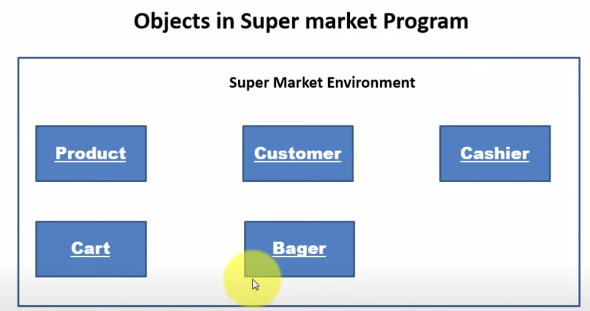 Objects in Super market Program
Super Market Environment
Product
Customer
Cashier
Cart
Bager